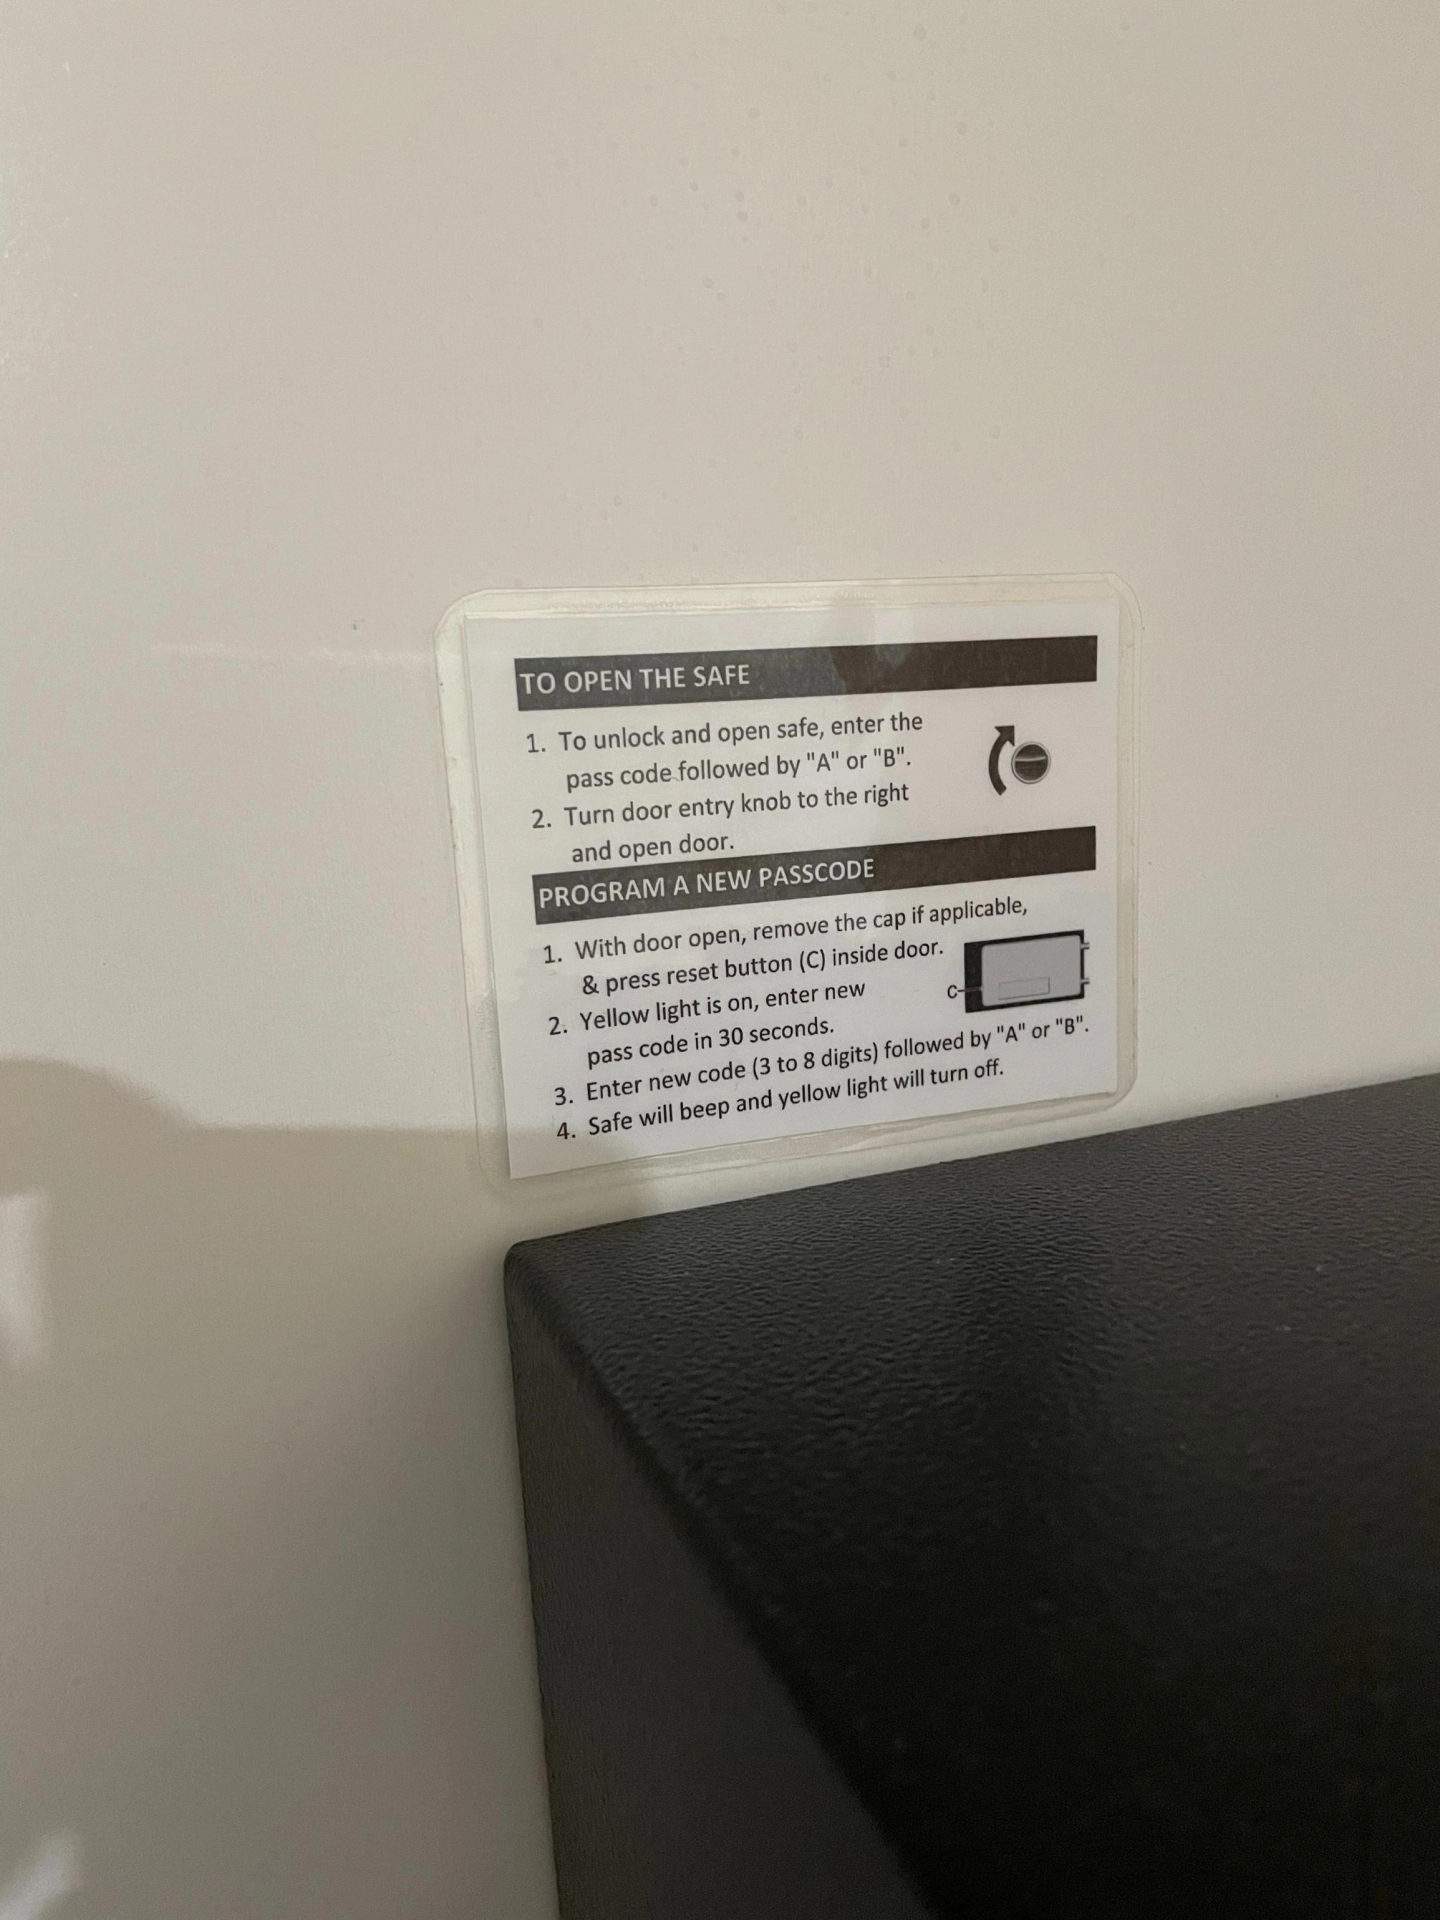 TO OPEN THE SAFE
1. To unlock and open safe, enter the
pass code followed by "A" or "B".
2. Turn door entry knob to the right
and open door.
PROGRAM A NEW PASSCODE
1. With door open, remove the cap if applicable,
& press reset button (C) inside door.
2. Yellow light is on, enter new
pass code in 30 seconds.
C
3. Enter new code (3 to 8 digits) followed by "A" or "B".
4. Safe will beep and yellow light will turn off.